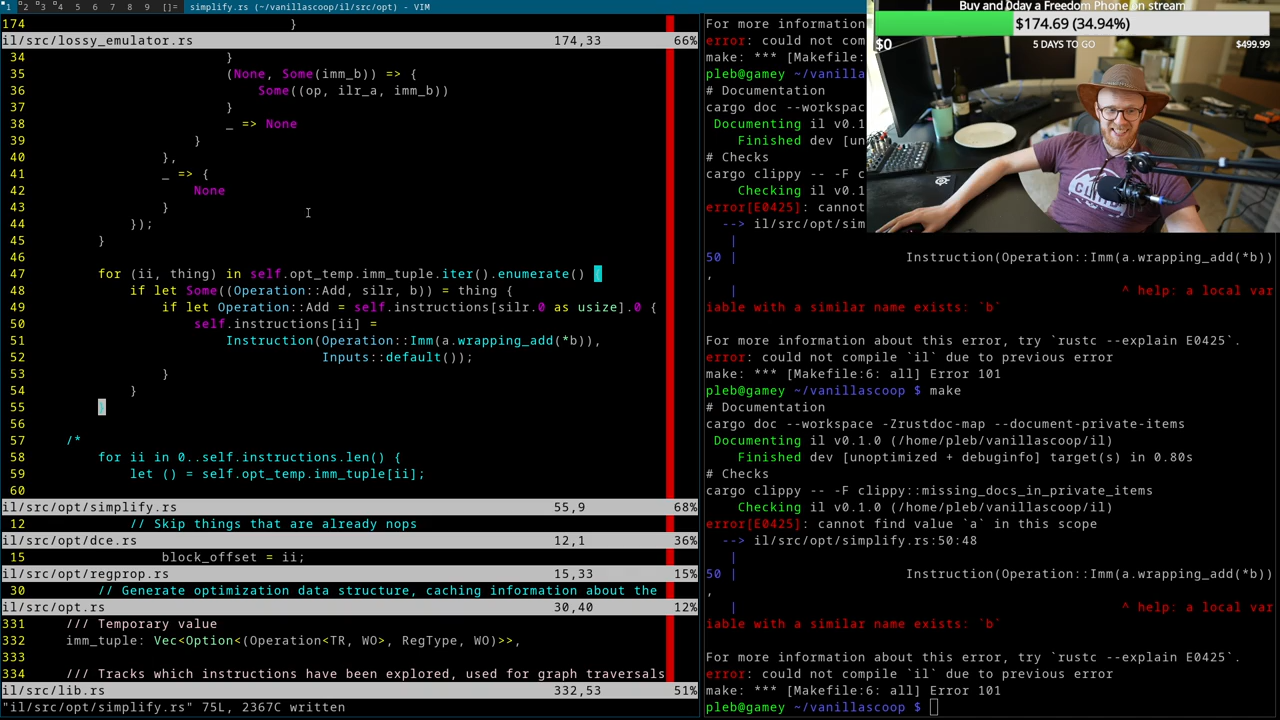 1 2 3 4 5 6 7 8 9 []= simplify.rs (~/vanillascoop/il/src/opt) - VIM
174 }
il/src/lossy_emulator.rs 174,33 66%
34 }
35 (None, Some(imm_b)) => {
36 Some((op, ilr_a, imm_b))
37 }
38 _ => None
39 }
40 },
41 _ => {
42 None
43 }
44 });
45 }
46
47 for (ii, thing) in self.opt_temp.imm_tuple.iter().enumerate() {
48 if let Some((Operation::Add, silr, b)) = thing {
49 if let Operation::Add = self.instructions[silr.0 as usize].0 {
50 self.instructions[ii] =
51 Instruction(Operation::Imm(a.wrapping_add(*b)),
52 Inputs::default());
53 }
54 }
55 }
56
57 /*
58 for ii in 0..self.instructions.len() {
59 let () = self.opt_temp.imm_tuple[ii];
60
il/src/opt/simplify.rs 55,9 68%
12 // Skip things that are already nops
il/src/opt/dce.rs 12,1 36%
15 block_offset = ii;
il/src/opt/regprop.rs 15,33 15%
30 // Generate optimization data structure, caching information about the
il/src/opt.rs 30,40 12%
331 /// Temporary value
332 imm_tuple: Vec<Option<(Operation<TR, WO>, RegType, WO)>>,
333
334 /// Tracks which instructions have been explored, used for graph traversals
il/src/lib.rs 332,53 51%
"il/src/opt/simplify.rs" 75L, 2367C written
For more information
error: could not com
make: *** [Makefile:
pleb@gamey ~/vanilla
# Documentation
cargo doc --workspac
Documenting il v0.1
Finished dev [un
# Checks
cargo clippy -- -F c
Checking il v0.1
error[E0425]: cannot
--> il/src/opt/sim
|
50 | Instruction(Operation::Imm(a.wrapping_add(*b))
,
| ^ help: a local var
iable with a similar name exists: `b`
For more information about this error, try `rustc --explain E0425`.
error: could not compile `il` due to previous error
make: *** [Makefile:6: all] Error 101
pleb@gamey ~/vanillascoop $ make
# Documentation
cargo doc --workspace -Zrustdoc-map --document-private-items
Documenting il v0.1.0 (/home/pleb/vanillascoop/il)
Finished dev [unoptimized + debuginfo] target(s) in 0.80s
# Checks
cargo clippy -- -F clippy::missing_docs_in_private_items
Checking il v0.1.0 (/home/pleb/vanillascoop/il)
error[E0425]: cannot find value `a` in this scope
--> il/src/opt/simplify.rs:50:48
|
50 | Instruction(Operation::Imm(a.wrapping_add(*b))
,
| ^ help: a local var
iable with a similar name exists: `b`
For more information about this error, try `rustc --explain E0425`.
error: could not compile `il` due to previous error
make: *** [Makefile:6: all] Error 101
pleb@gamey ~/vanillascoop $
Buy and 0day a Freedom Phone on stream
$174.69 (34.94%)
$0 5 DAYS TO GO $499.99